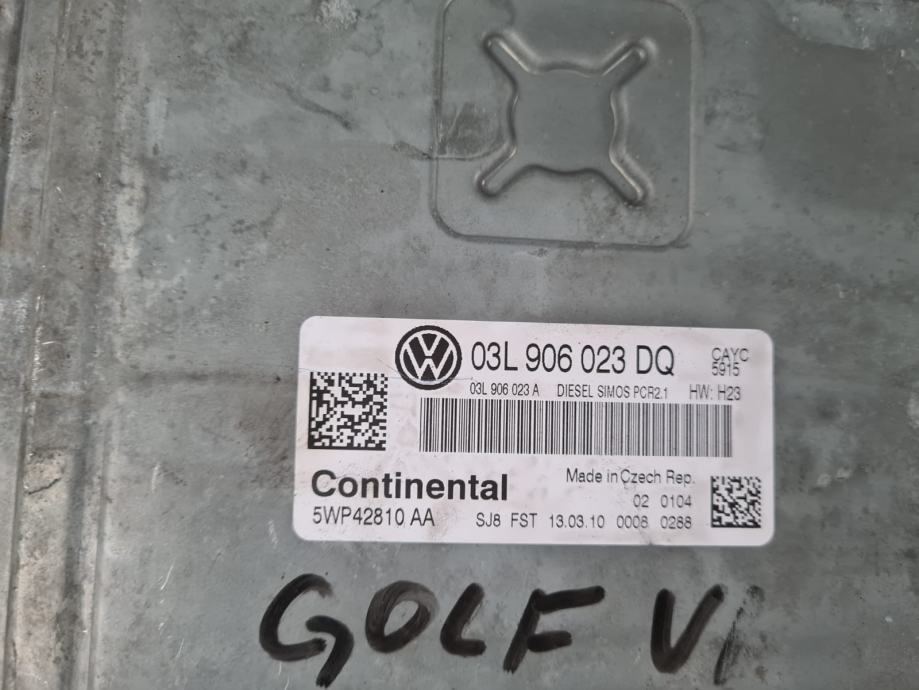 03L 906 023 DQ CAYC
5915
03L 906 023 A DIESEL SIMOS PCR2.1 HW: H23
Continental Made in Czech Rep.
02 0104
5WP42810 AA SJ8 FST 13.03.10 0008 0288
GOLF VI